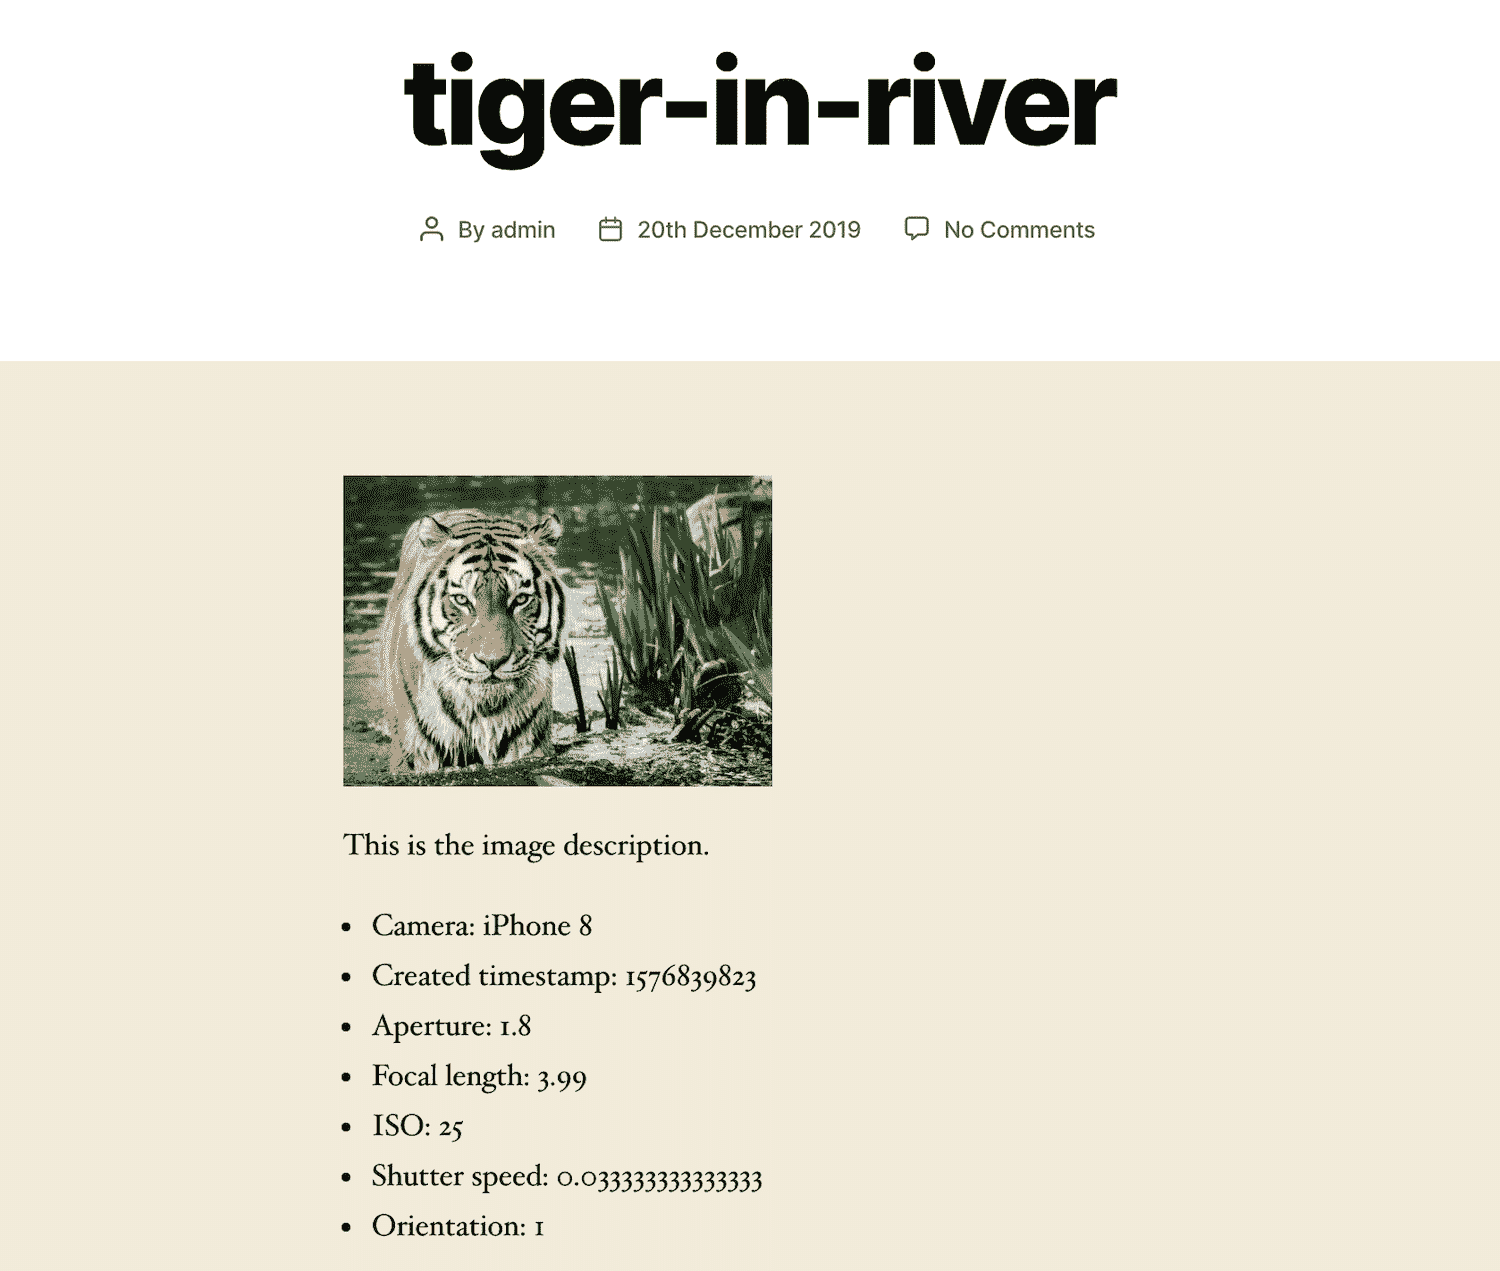 tiger-in-river
By admin 20th December 2019 No Comments
This is the image description.
• Camera: iPhone 8
• Created timestamp: 1576839823
• Aperture: 1.8
• Focal length: 3.99
• ISO: 25
• Shutter speed: 0.033333333333333
• Orientation: 1